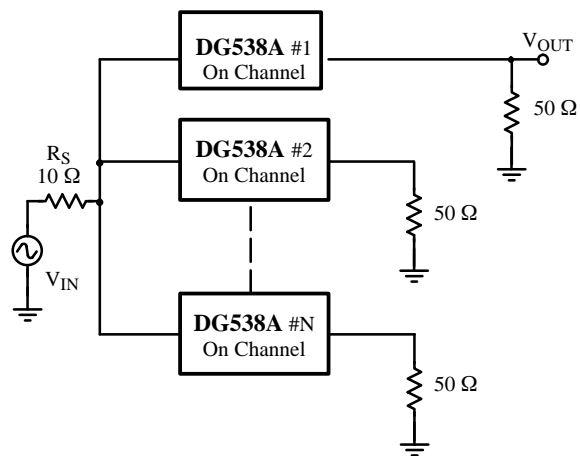 DG538A #1
On Channel
V_OUT
50 Ω
DG538A #2
On Channel
R_S
10 Ω
50 Ω
V_IN
DG538A #N
On Channel
50 Ω